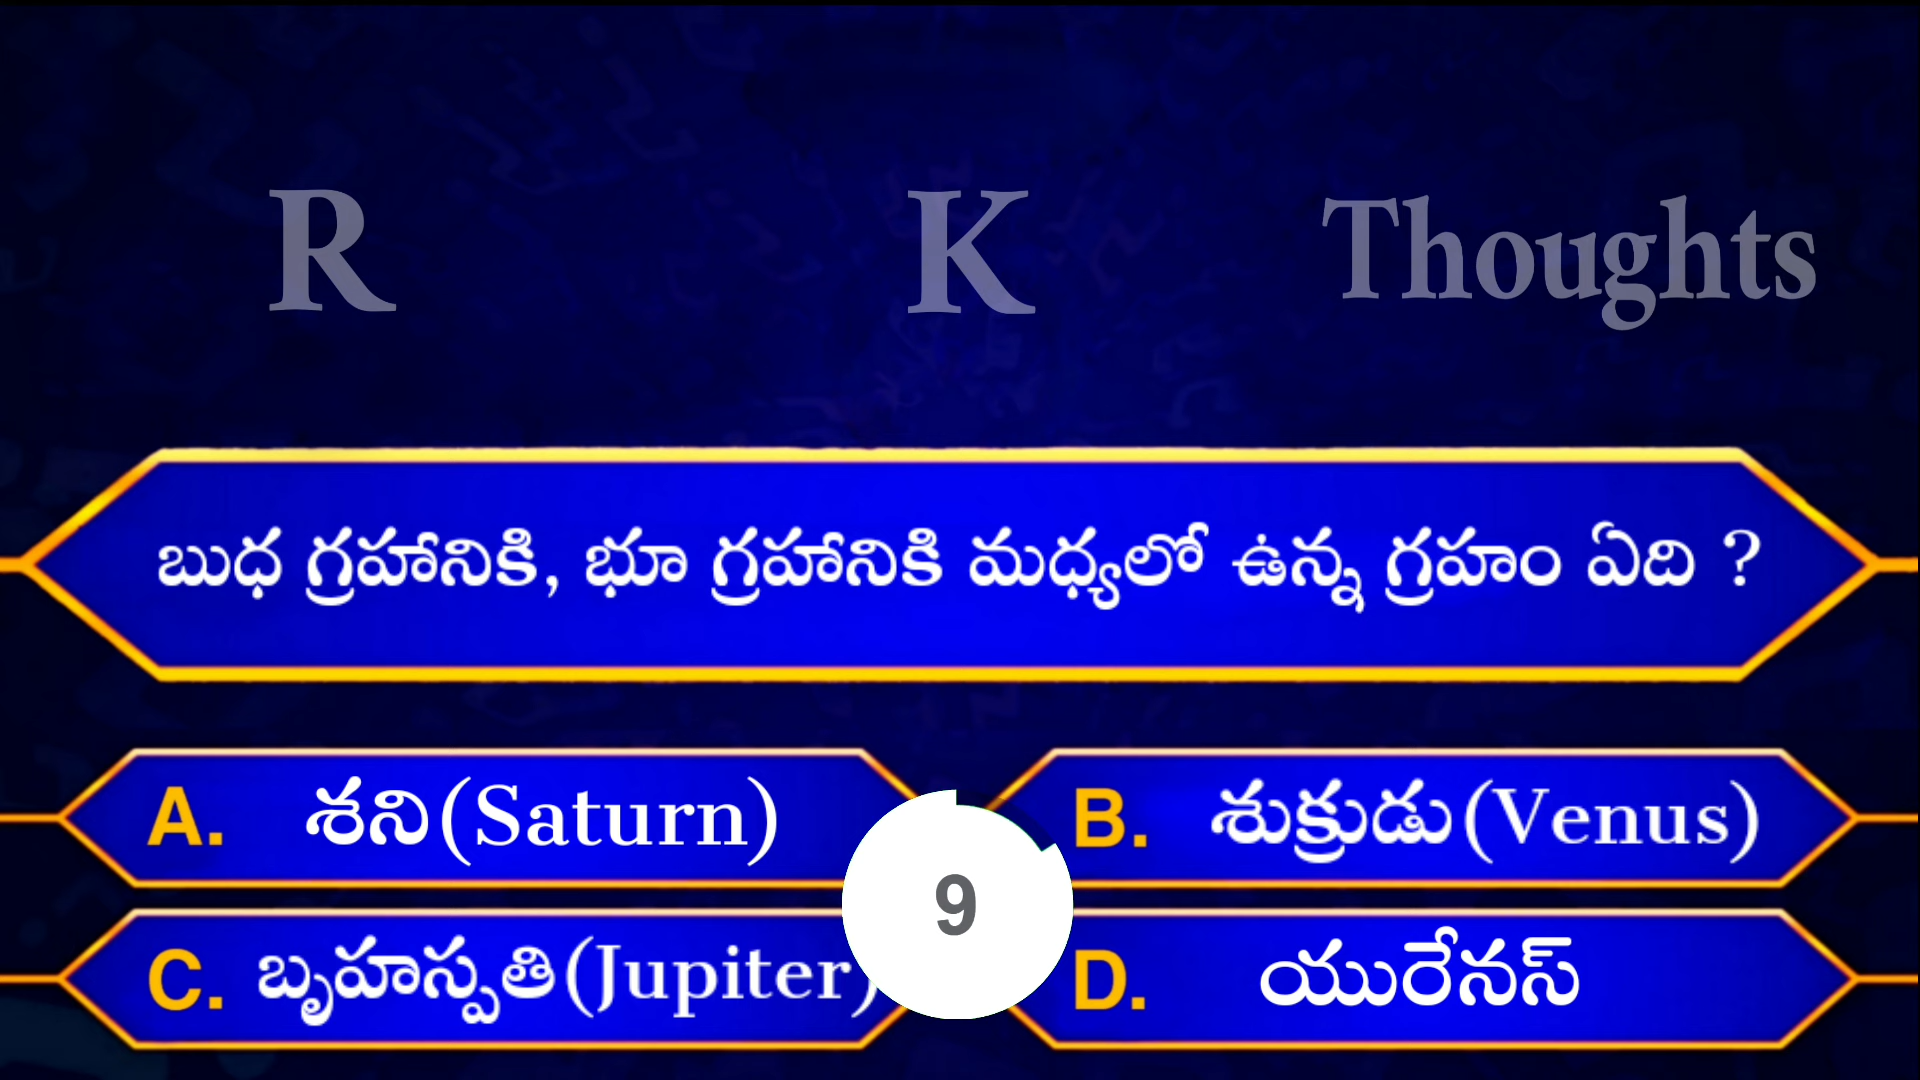 R K Thoughts
బుధ గ్రహానికి, భూ గ్రహానికి మధ్యలో ఉన్న గ్రహం ఏది ?
A. శని(Saturn)
B. శుక్రుడు(Venus)
9
C. బృహస్పతి(Jupiter)
D. యురేనస్